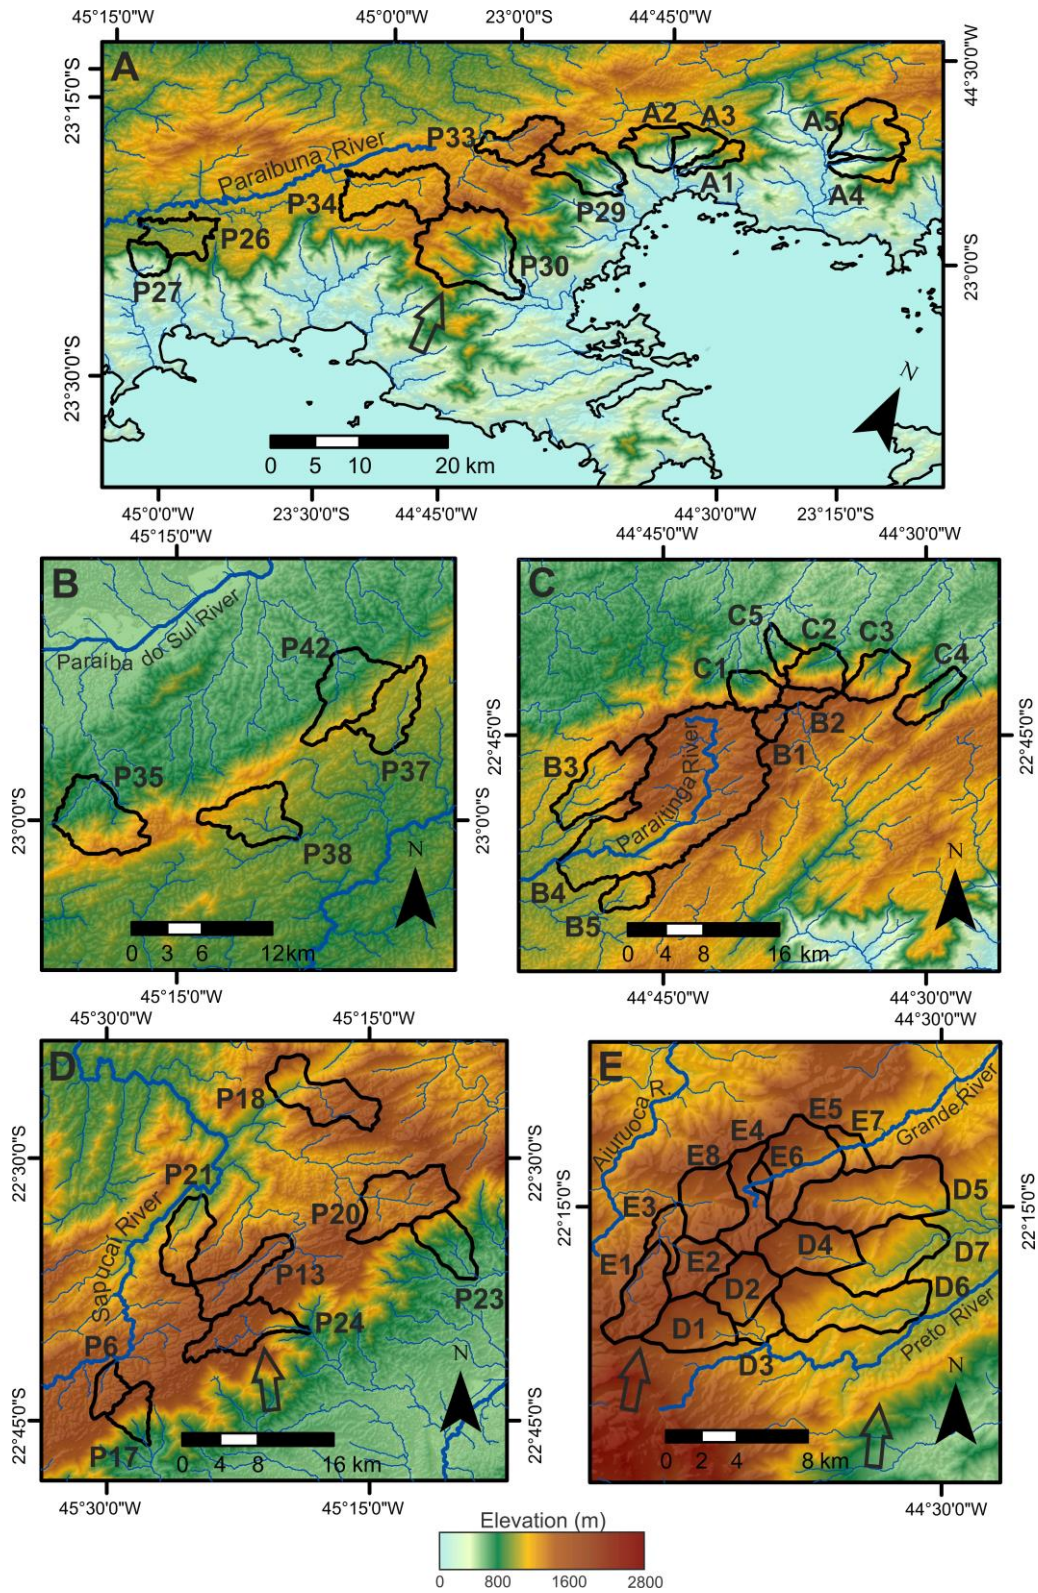 45°15'0"W
45°0'0"W
23°0'0"S
44°45'0"W
44°30'0"W
A
23°15'0"S
P33
A2
A3
A5
Paraibuna River
P34
P29
A1
A4
P26
P30
P27
23°0'0"S
23°30'0"S
N
0 5 10 20 km
45°0'0"W
23°30'0"S
44°45'0"W
44°30'0"W
23°15'0"S
45°15'0"W
B
Paraíba do Sul River
P42
P37
P35
P38
23°0'0"S
23°0'0"S
N
0 3 6 12km
45°15'0"W
44°45'0"W
44°30'0"W
C
C5
C2
C3
C1
C4
22°45'0"S
22°45'0"S
B2
B1
B3
Paraitinga River
B4
B5
N
0 4 8 16 km
44°45'0"W
44°30'0"W
45°30'0"W
45°15'0"W
D
P18
22°30'0"S
22°30'0"S
P21
Sapucaí River
P20
P13
P23
P24
P6
P17
N
22°45'0"S
22°45'0"S
0 4 8 16 km
45°30'0"W
45°15'0"W
44°30'0"W
E
Aiuruoca R.
Grande River
E5
E7
E4
E6
E8
E3
D5
22°15'0"S
22°15'0"S
E1
E2
D4
D7
D2
D6
D1
D3
Preto River
N
0 2 4 8 km
44°30'0"W
Elevation (m)
0 800 1600 2800